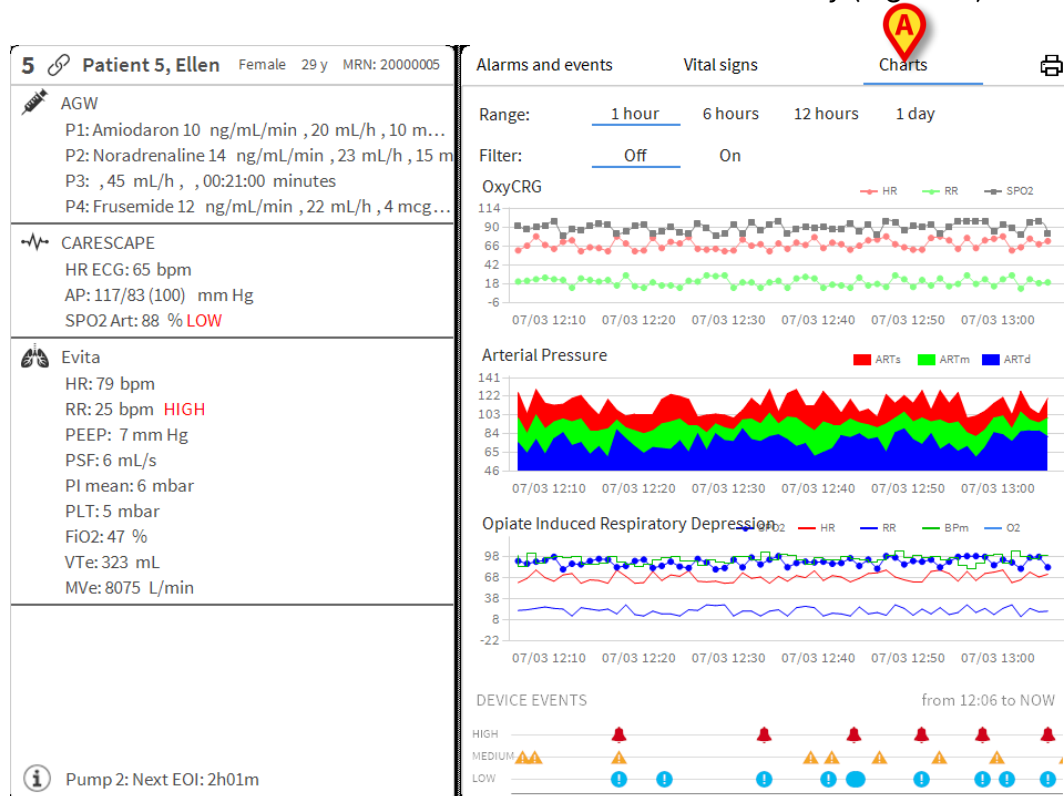 A
5 Patient 5, Ellen Female 29 y MRN: 20000005
AGW
P1: Amiodaron 10 ng/mL/min , 20 mL/h , 10 m...
P2: Noradrenaline 14 ng/mL/min , 23 mL/h , 15 m
P3: , 45 mL/h , , 00:21:00 minutes
P4: Frusemide 12 ng/mL/min , 22 mL/h , 4 mcg...
CARESCAPE
HR ECG: 65 bpm
AP: 117/83 (100) mm Hg
SPO2 Art: 88 % LOW
Evita
HR: 79 bpm
RR: 25 bpm HIGH
PEEP: 7 mm Hg
PSF: 6 mL/s
PI mean: 6 mbar
PLT: 5 mbar
FiO2: 47 %
VTe: 323 mL
MVe: 8075 L/min
Pump 2: Next EOI: 2h01m
Alarms and events Vital signs Charts
Range: 1 hour 6 hours 12 hours 1 day
Filter: Off On
OxyCRG
HR RR SPO2
114
90
66
42
18
-6
07/03 12:10 07/03 12:20 07/03 12:30 07/03 12:40 07/03 12:50 07/03 13:00
Arterial Pressure
ARTs ARTm ARTd
141
122
103
84
65
46
07/03 12:10 07/03 12:20 07/03 12:30 07/03 12:40 07/03 12:50 07/03 13:00
Opiate Induced Respiratory Depression
HR RR BPm O2
98
68
38
8
-22
07/03 12:10 07/03 12:20 07/03 12:30 07/03 12:40 07/03 12:50 07/03 13:00
DEVICE EVENTS from 12:06 to NOW
HIGH
MEDIUM
LOW